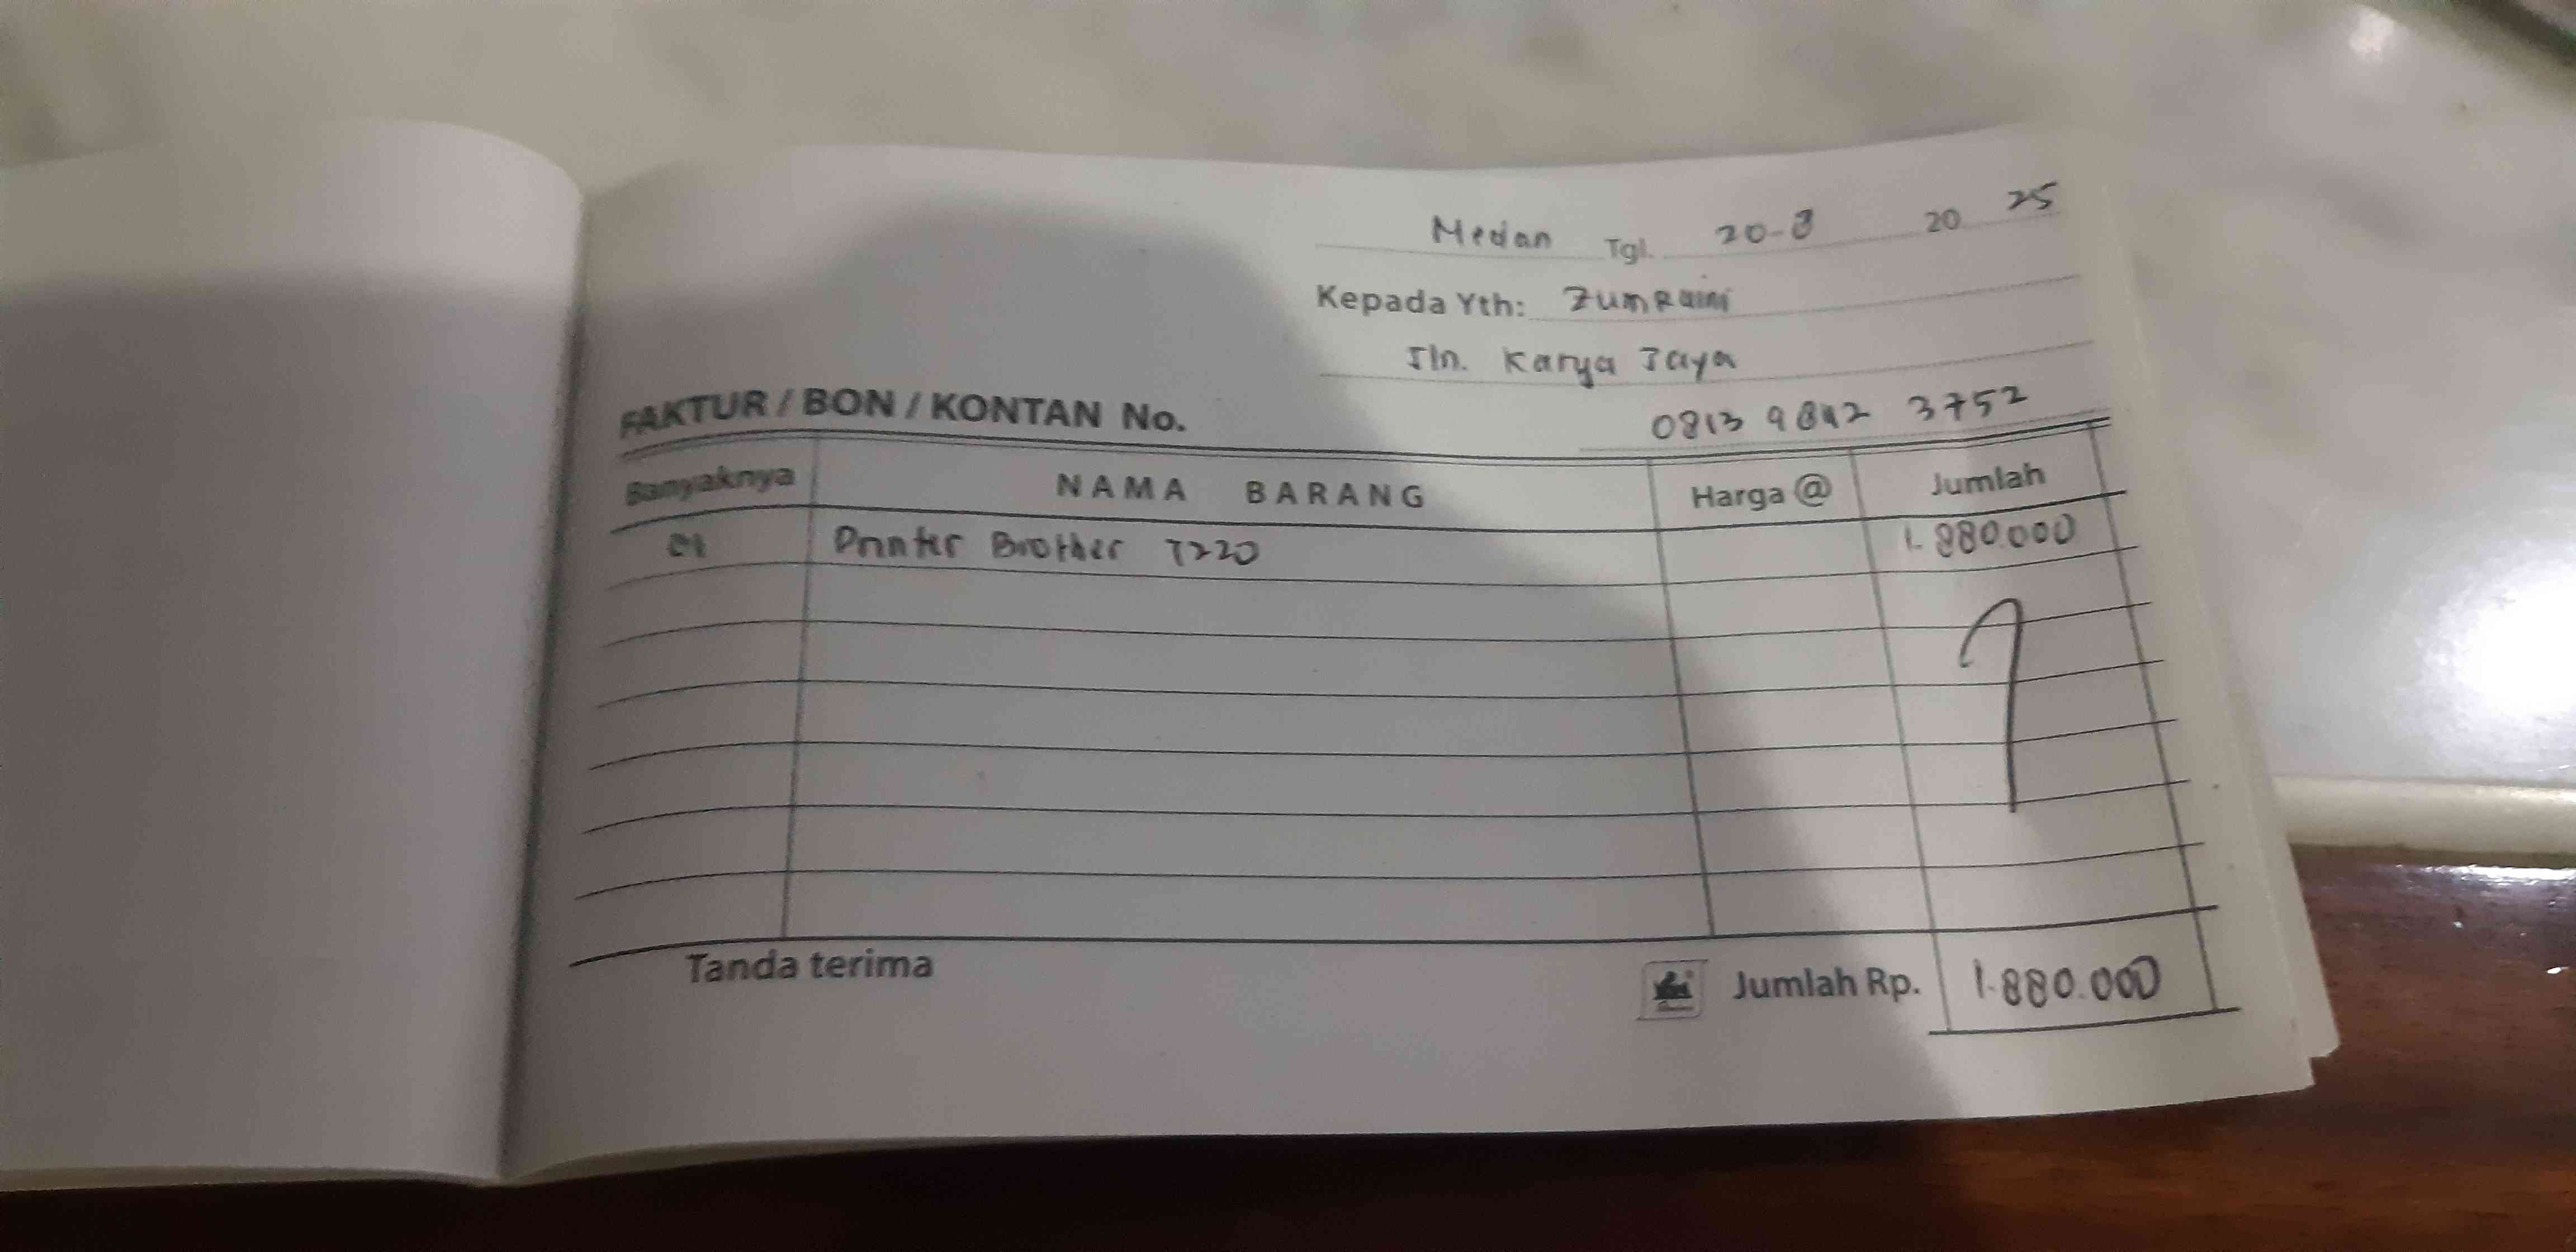 Medan Tgl. 20-8 20 25
Kepada Yth: Zumraini
Jln. Karya Jaya
FAKTUR / BON / KONTAN No.
0813 9842 3752
Banyaknya NAMA BARANG Harga @ Jumlah
01 Printer Brother T220 1.880.000
Tanda terima Jumlah Rp. 1.880.000